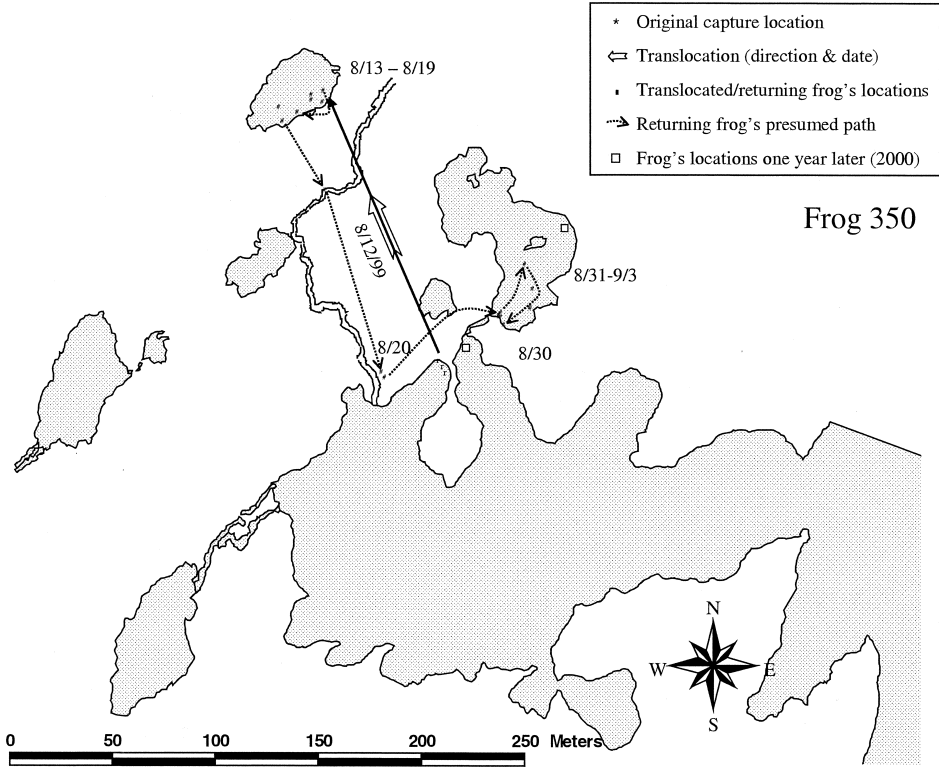 Original capture location
Translocation (direction & date)
Translocated/returning frog's locations
Returning frog's presumed path
Frog's locations one year later (2000)
Frog 350
8/13 – 8/19
8/12/99
8/31-9/3
8/20
8/30
N
W E
S
0 50 100 150 200 250 Meters